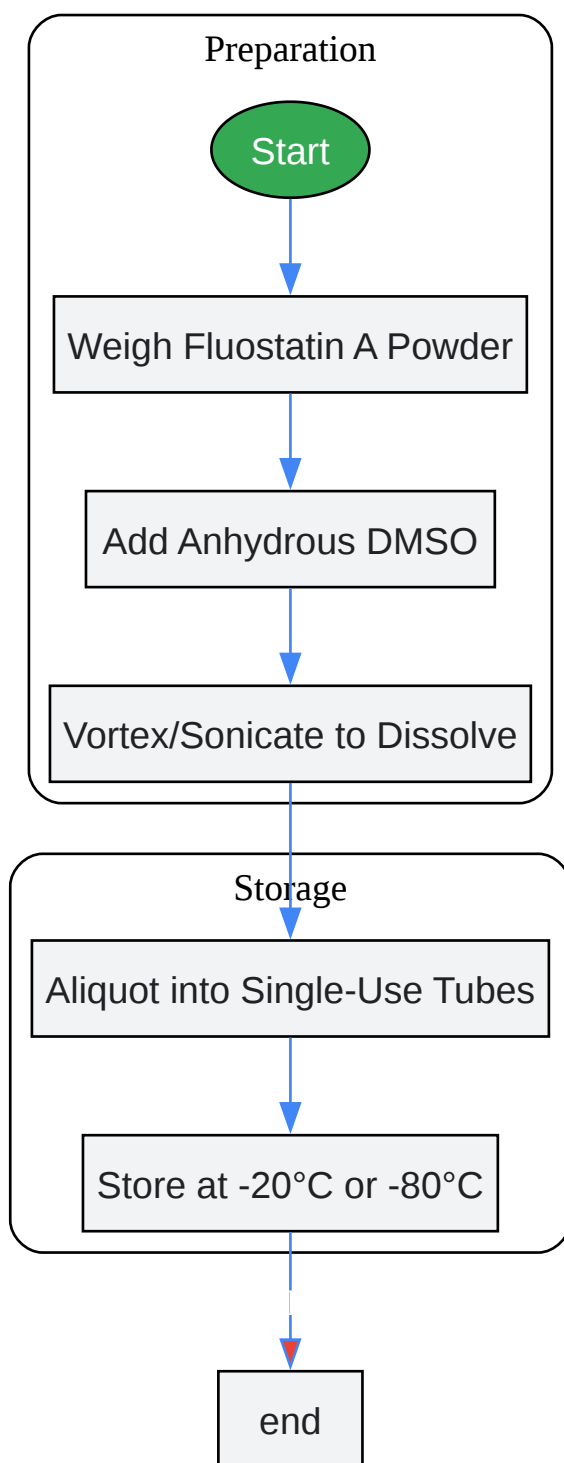 Preparation
Start
Weigh Fluostatin A Powder
Add Anhydrous DMSO
Vortex/Sonicate to Dissolve
Storage
Aliquot into Single-Use Tubes
Store at -20°C or -80°C
end